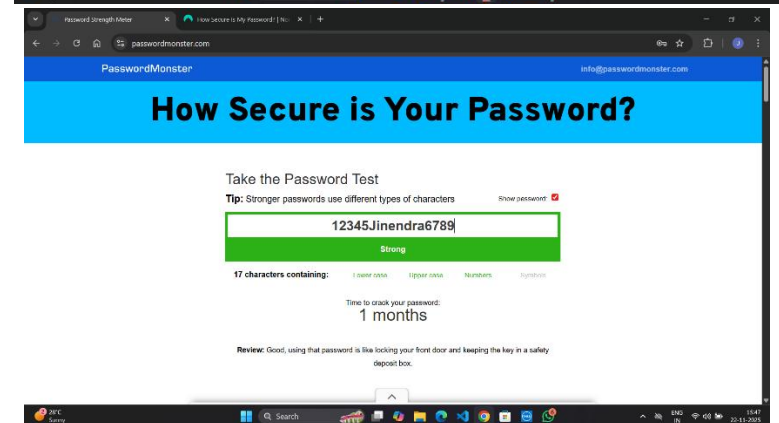 Password Strength Meter
How Secure Is My Password? | No
passwordmonster.com
PasswordMonster
info@passwordmonster.com
How Secure is Your Password?
Take the Password Test
Tip: Stronger passwords use different types of characters
Show password:
12345Jinendra6789
Strong
17 characters containing:
Lower case
Upper case
Numbers
Symbols
Time to crack your password:
1 months
Review: Good, using that password is like locking your front door and keeping the key in a safety
deposit box.
28°C
Sunny
Search
ENG
IN
15:47
22-11-2025